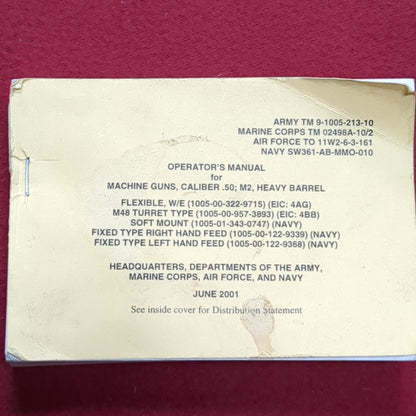 ARMY TM 9-1005-213-10
MARINE CORPS TM 02498A-10/2
AIR FORCE TO 11W2-6-3-161
NAVY SW361-AB-MMO-010
OPERATOR'S MANUAL
for
MACHINE GUNS, CALIBER .50; M2, HEAVY BARREL
FLEXIBLE, W/E (1005-00-322-9715) (EIC: 4AG)
M48 TURRET TYPE (1005-00-957-3893) (EIC: 4BB)
SOFT MOUNT (1005-01-343-0747) (NAVY)
FIXED TYPE RIGHT HAND FEED (1005-00-122-9339) (NAVY)
FIXED TYPE LEFT HAND FEED (1005-00-122-9368) (NAVY)
HEADQUARTERS, DEPARTMENTS OF THE ARMY,
MARINE CORPS, AIR FORCE, AND NAVY
JUNE 2001
See inside cover for Distribution Statement